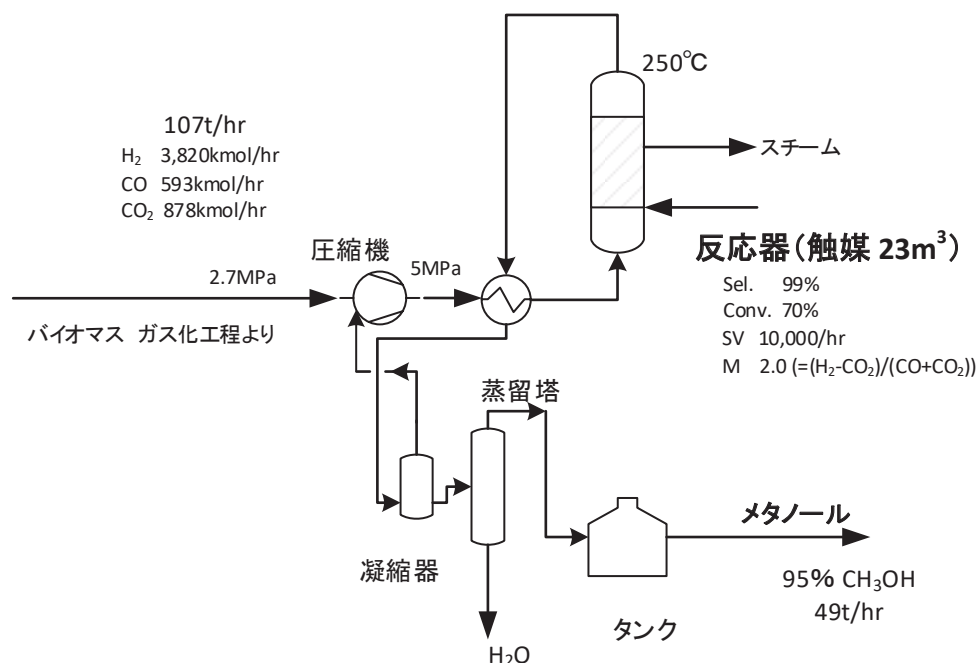 250℃
107t/hr
H₂ 3,820kmol/hr
CO 593kmol/hr
CO₂ 878kmol/hr
スチーム
圧縮機
2.7MPa
5MPa
反応器(触媒 23m³)
Sel. 99%
Conv. 70%
SV 10,000/hr
M 2.0 (=(H₂-CO₂)/(CO+CO₂))
バイオマス ガス化工程より
蒸留塔
メタノール
凝縮器
95% CH₃OH
49t/hr
タンク
H₂O